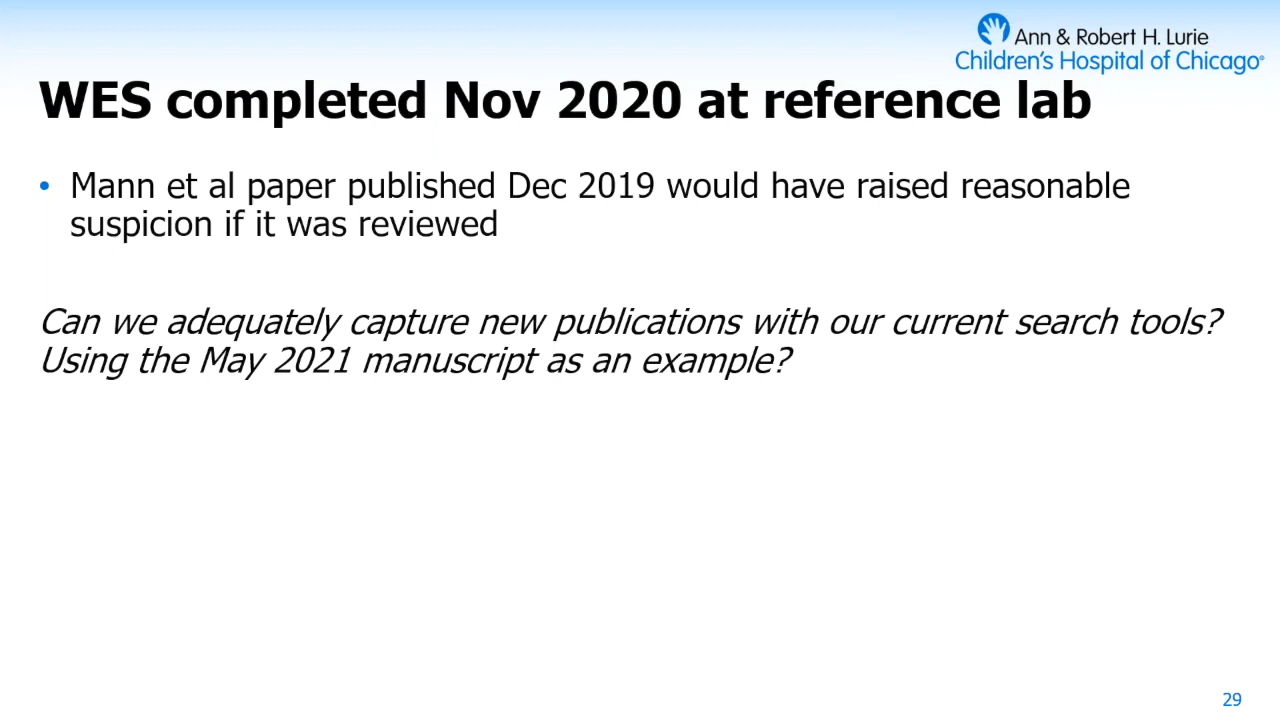 Ann & Robert H. Lurie
Children's Hospital of Chicago®
WES completed Nov 2020 at reference lab
• Mann et al paper published Dec 2019 would have raised reasonable
suspicion if it was reviewed
Can we adequately capture new publications with our current search tools?
Using the May 2021 manuscript as an example?
29